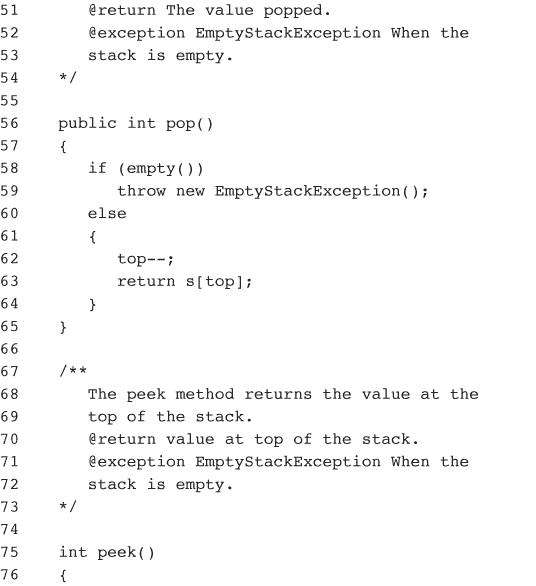 51       @return The value popped.
52       @exception EmptyStackException When the
53       stack is empty.
54    */
55
56    public int pop()
57    {
58       if (empty())
59          throw new EmptyStackException();
60       else
61       {
62          top--;
63          return s[top];
64       }
65    }
66
67    /**
68       The peek method returns the value at the
69       top of the stack.
70       @return value at top of the stack.
71       @exception EmptyStackException When the
72       stack is empty.
73    */
74
75    int peek()
76    {